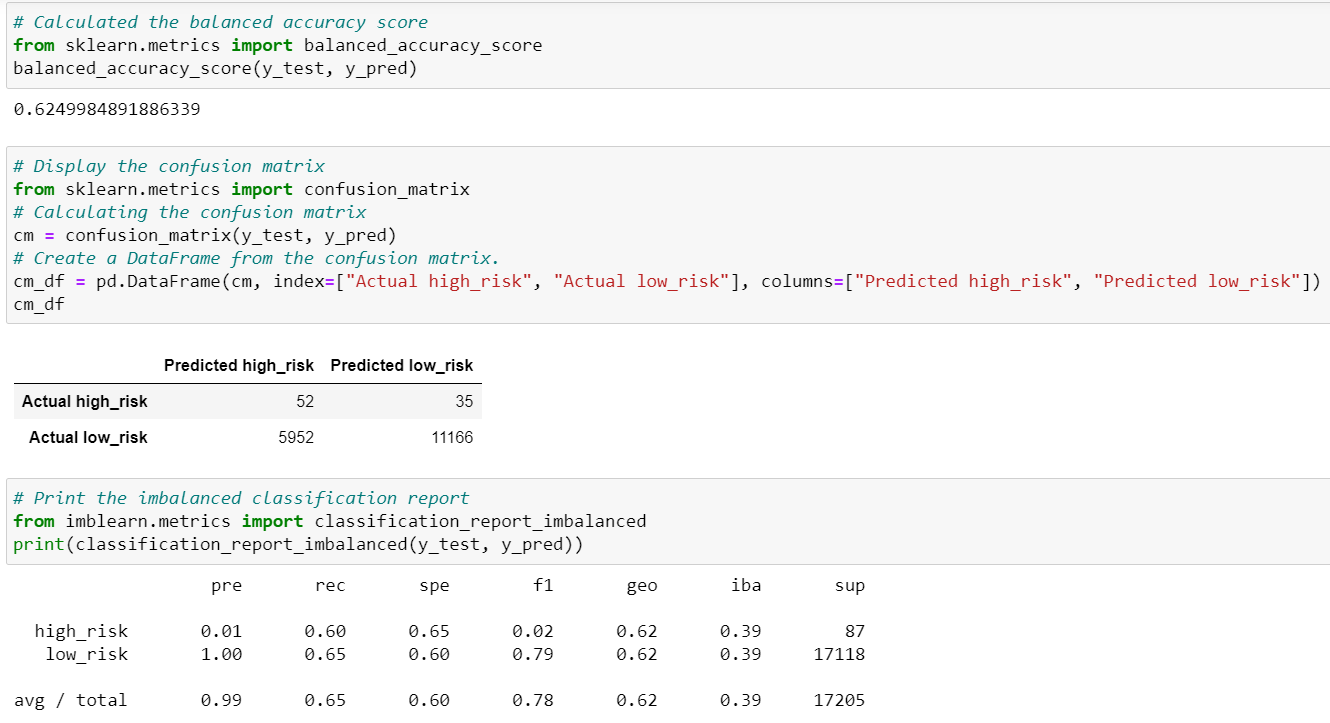 # Calculated the balanced accuracy score
from sklearn.metrics import balanced_accuracy_score
balanced_accuracy_score(y_test, y_pred)
0.6249984891886339
# Display the confusion matrix
from sklearn.metrics import confusion_matrix
# Calculating the confusion matrix
cm = confusion_matrix(y_test, y_pred)
# Create a DataFrame from the confusion matrix.
cm_df = pd.DataFrame(cm, index=["Actual high_risk", "Actual low_risk"], columns=["Predicted high_risk", "Predicted low_risk"])
cm_df
Predicted high_risk Predicted low_risk
Actual high_risk 52 35
Actual low_risk 5952 11166
# Print the imbalanced classification report
from imblearn.metrics import classification_report_imbalanced
print(classification_report_imbalanced(y_test, y_pred))
pre rec spe f1 geo iba sup
high_risk 0.01 0.60 0.65 0.02 0.62 0.39 87
low_risk 1.00 0.65 0.60 0.79 0.62 0.39 17118
avg / total 0.99 0.65 0.60 0.78 0.62 0.39 17205